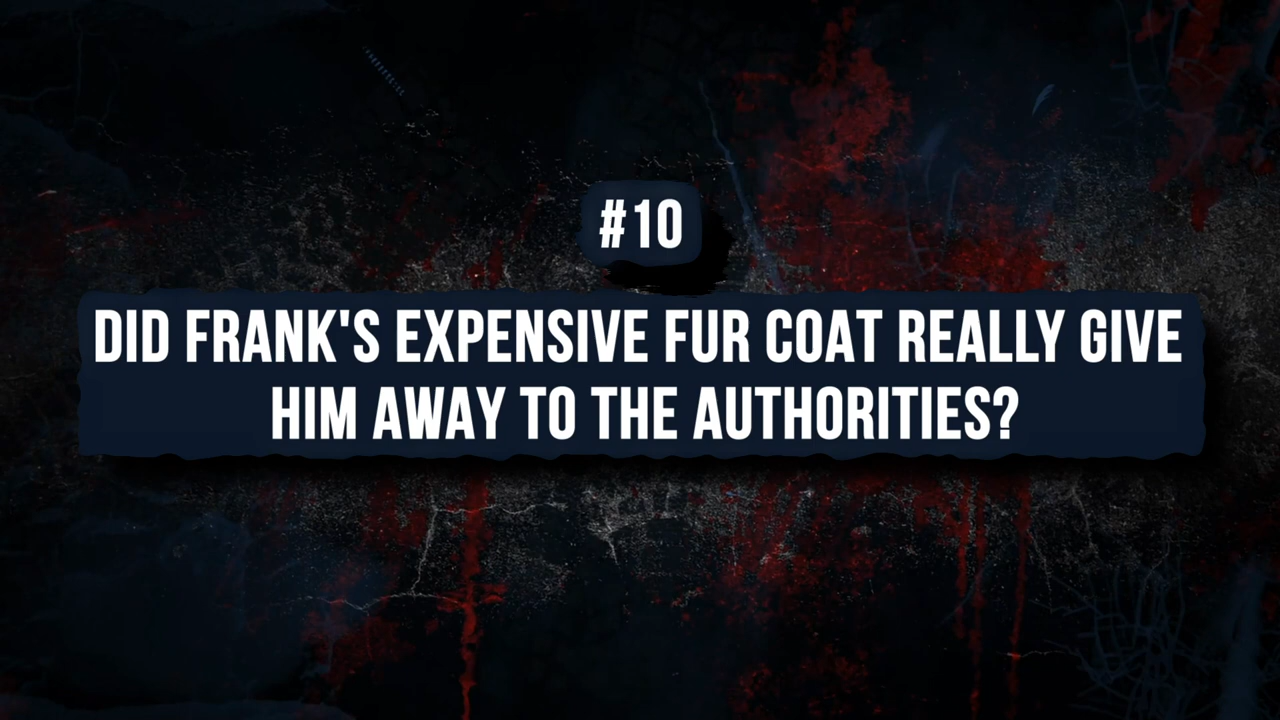 #10
DID FRANK'S EXPENSIVE FUR COAT REALLY GIVE
HIM AWAY TO THE AUTHORITIES?